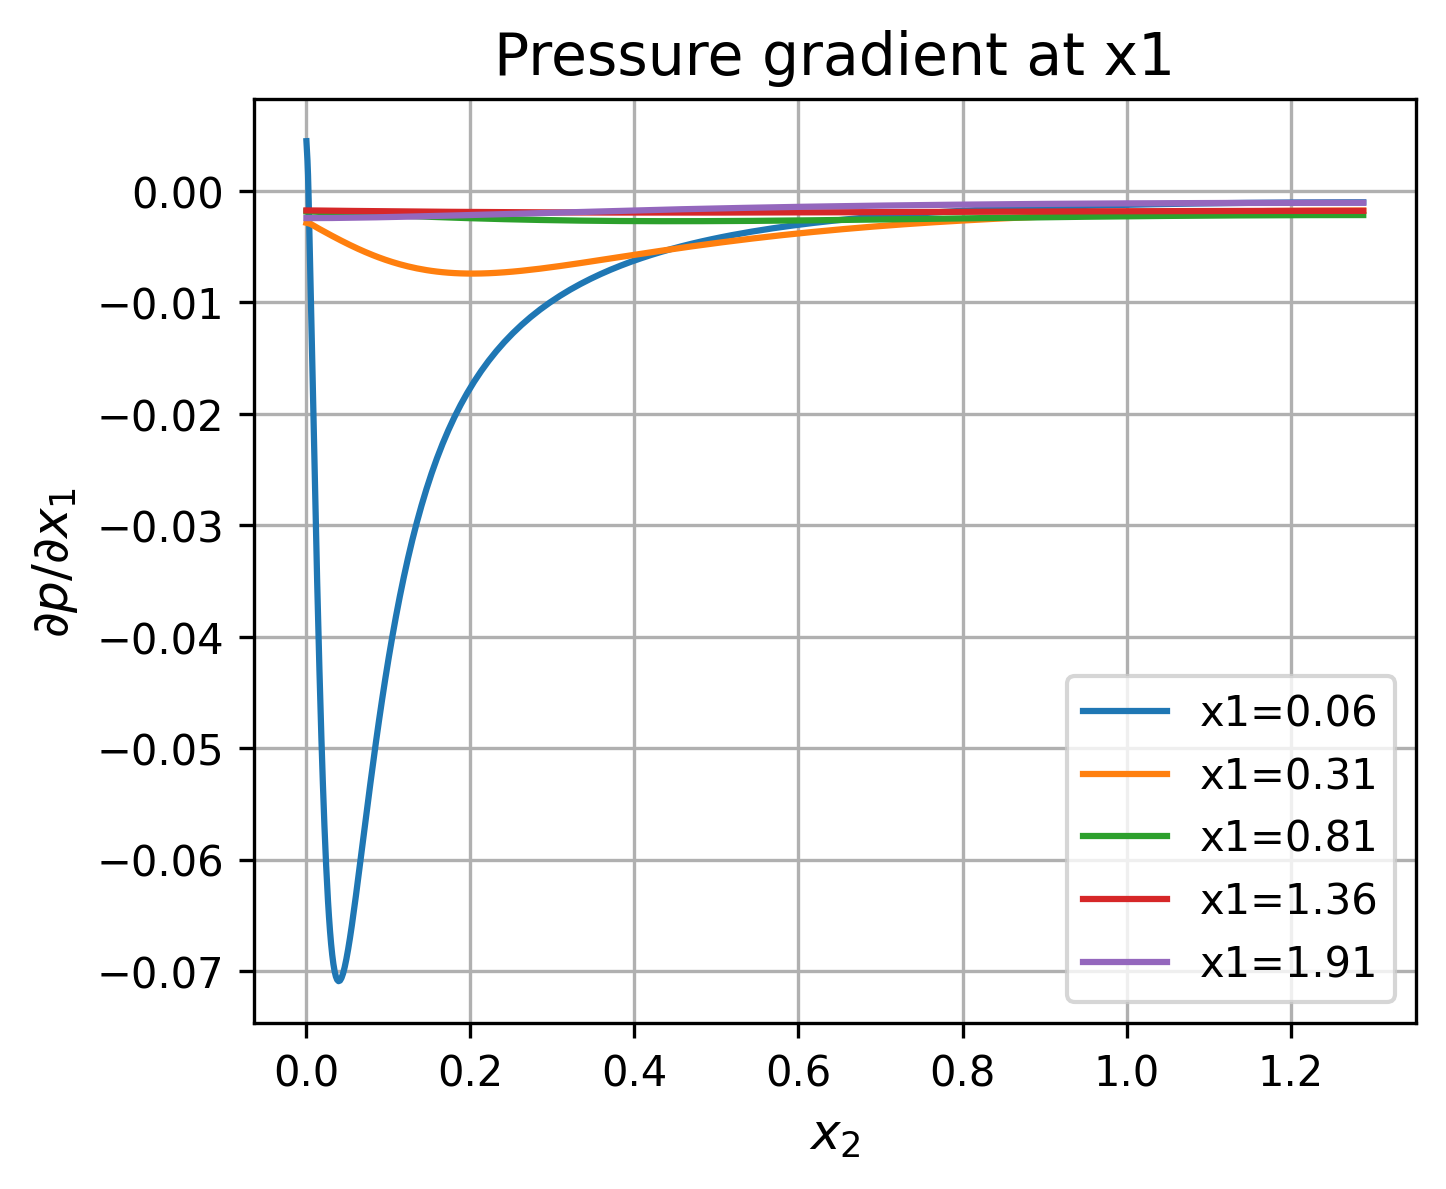 Pressure gradient at x1
0.00
−0.01
−0.02
−0.03
−0.04
−0.05
−0.06
−0.07
∂p/∂x₁
x1=0.06
x1=0.31
x1=0.81
x1=1.36
x1=1.91
0.0 0.2 0.4 0.6 0.8 1.0 1.2
x₂